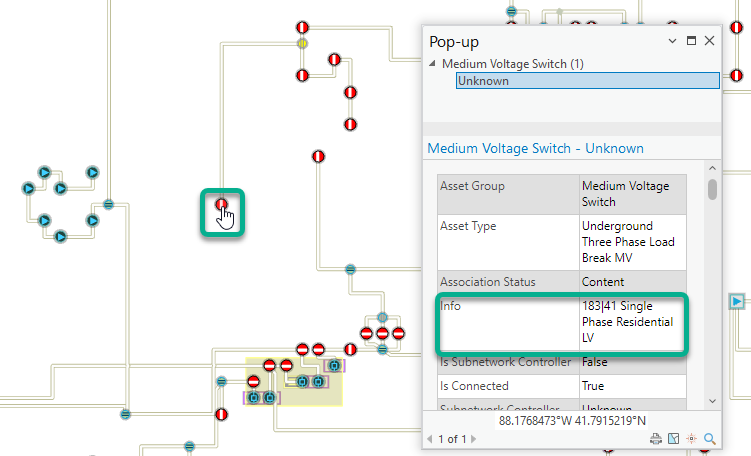 Pop-up
Medium Voltage Switch (1)
Unknown
Medium Voltage Switch - Unknown
Asset Group
Medium Voltage
Switch
Asset Type
Underground
Three Phase Load
Break MV
Association Status
Content
Info
183|41 Single
Phase Residential
LV
Is Subnetwork Controller
False
Is Connected
True
Subnetwork Controller
Unknown
88.1768473°W 41.7915219°N
1 of 1